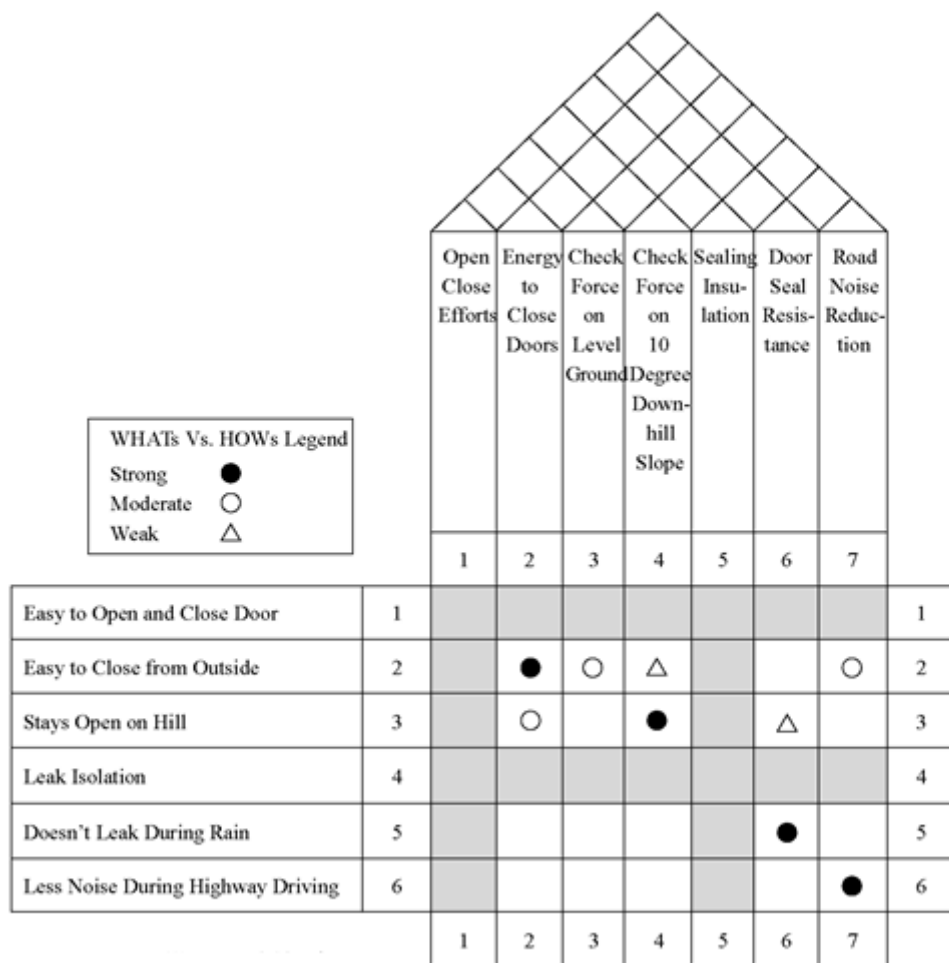 Open
Close
Efforts
Energy
to
Close
Doors
Check
Force
on
Level
Ground
Check
Force
on
10
Degree
Down-
hill
Slope
Sealing
Insu-
lation
Door
Seal
Resis-
tance
Road
Noise
Reduc-
tion
WHATs Vs. HOWs Legend
Strong
Moderate
Weak
1 2 3 4 5 6 7
Easy to Open and Close Door 1 1
Easy to Close from Outside 2 2
Stays Open on Hill 3 3
Leak Isolation 4 4
Doesn't Leak During Rain 5 5
Less Noise During Highway Driving 6 6
1 2 3 4 5 6 7